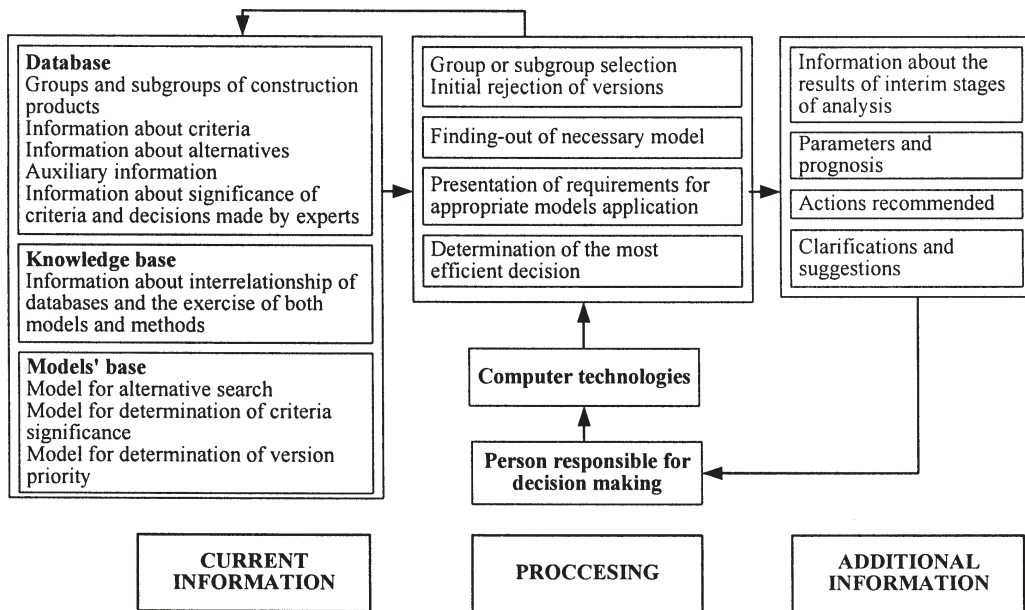 Database
Groups and subgroups of construction
products
Information about criteria
Information about alternatives
Auxiliary information
Information about significance of
criteria and decisions made by experts
Knowledge base
Information about interrelationship of
databases and the exercise of both
models and methods
Models' base
Model for alternative search
Model for determination of criteria
significance
Model for determination of version
priority
Group or subgroup selection
Initial rejection of versions
Finding-out of necessary model
Presentation of requirements for
appropriate models application
Determination of the most
efficient decision
Computer technologies
Person responsible for
decision making
Information about the
results of interim stages
of analysis
Parameters and
prognosis
Actions recommended
Clarifications and
suggestions
CURRENT
INFORMATION
PROCCESING
ADDITIONAL
INFORMATION